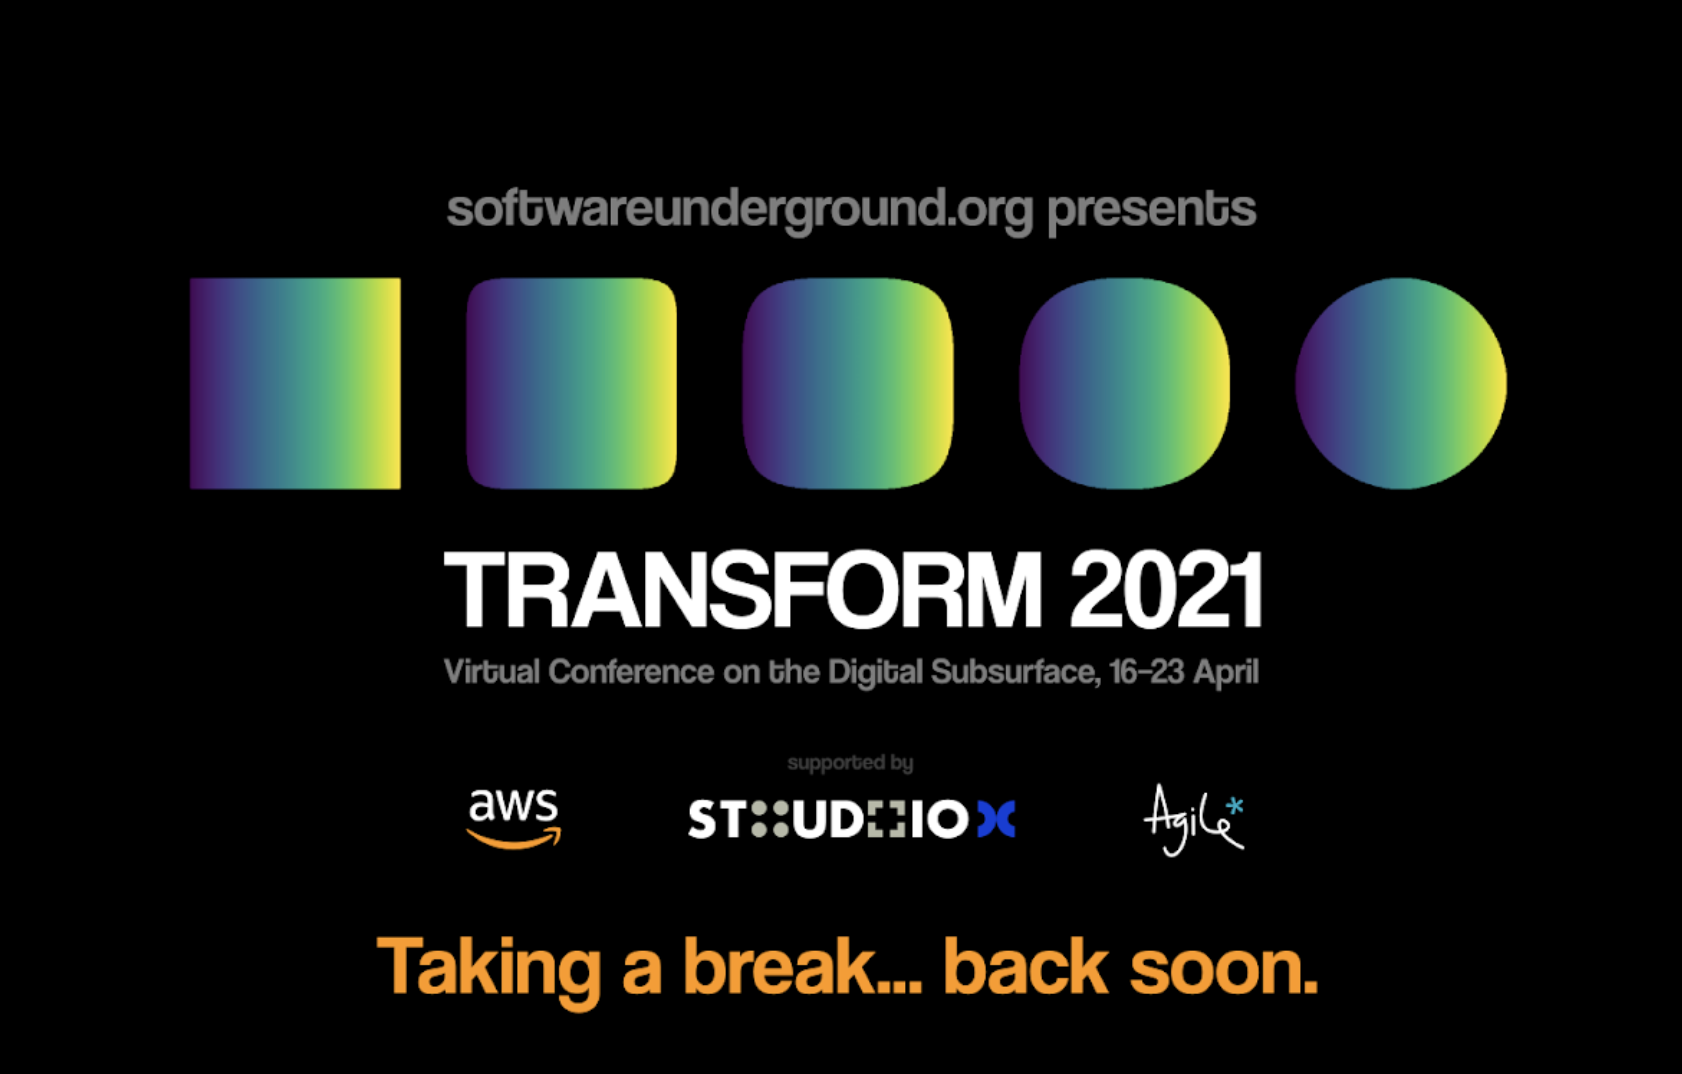 softwareunderground.org presents
TRANSFORM 2021
Virtual Conference on the Digital Subsurface, 16–23 April
supported by
aws
STUDIO X
Agile*
Taking a break... back soon.